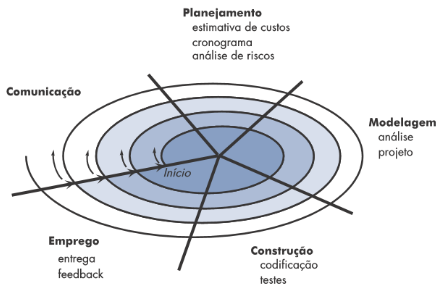 Planejamento
estimativa de custos
cronograma
análise de riscos
Comunicação
Modelagem
análise
projeto
Início
Emprego
entrega
feedback
Construção
codificação
testes